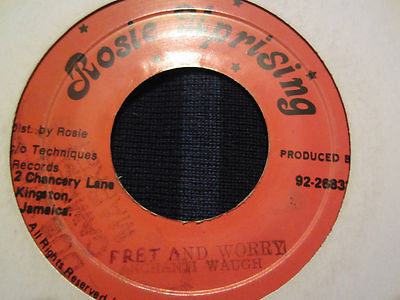 Rosie Uprising
Dist. by Rosie
c/o Techniques
Records
2 Chancery Lane
Kingston,
Jamaica.
PRODUCED B
92-2683
All Rights Reserved
FRET AND WORRY
ANCHANTI WAUGH